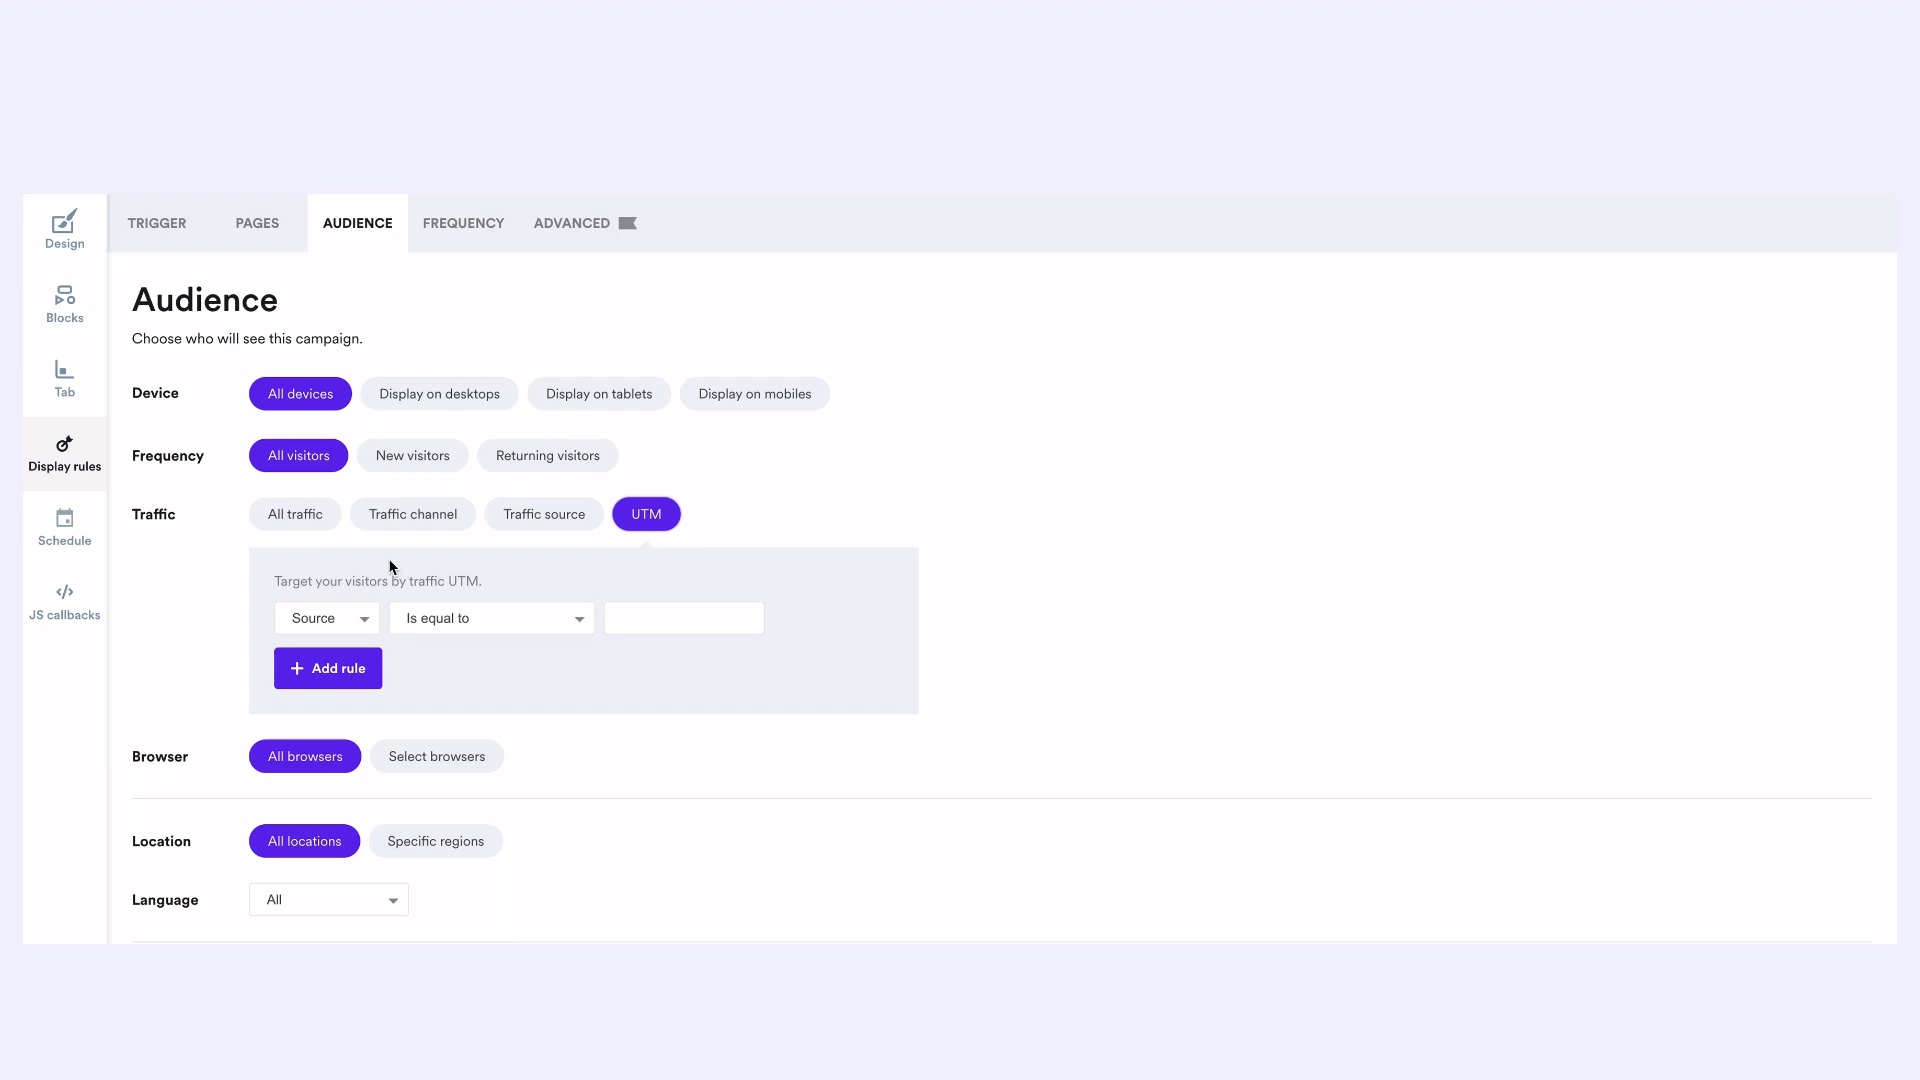 Design
Blocks
Tab
Display rules
Schedule
JS callbacks
TRIGGER PAGES AUDIENCE FREQUENCY ADVANCED
Audience
Choose who will see this campaign.
Device All devices Display on desktops Display on tablets Display on mobiles
Frequency All visitors New visitors Returning visitors
Traffic All traffic Traffic channel Traffic source UTM
Target your visitors by traffic UTM.
Source Is equal to
+ Add rule
Browser All browsers Select browsers
Location All locations Specific regions
Language All